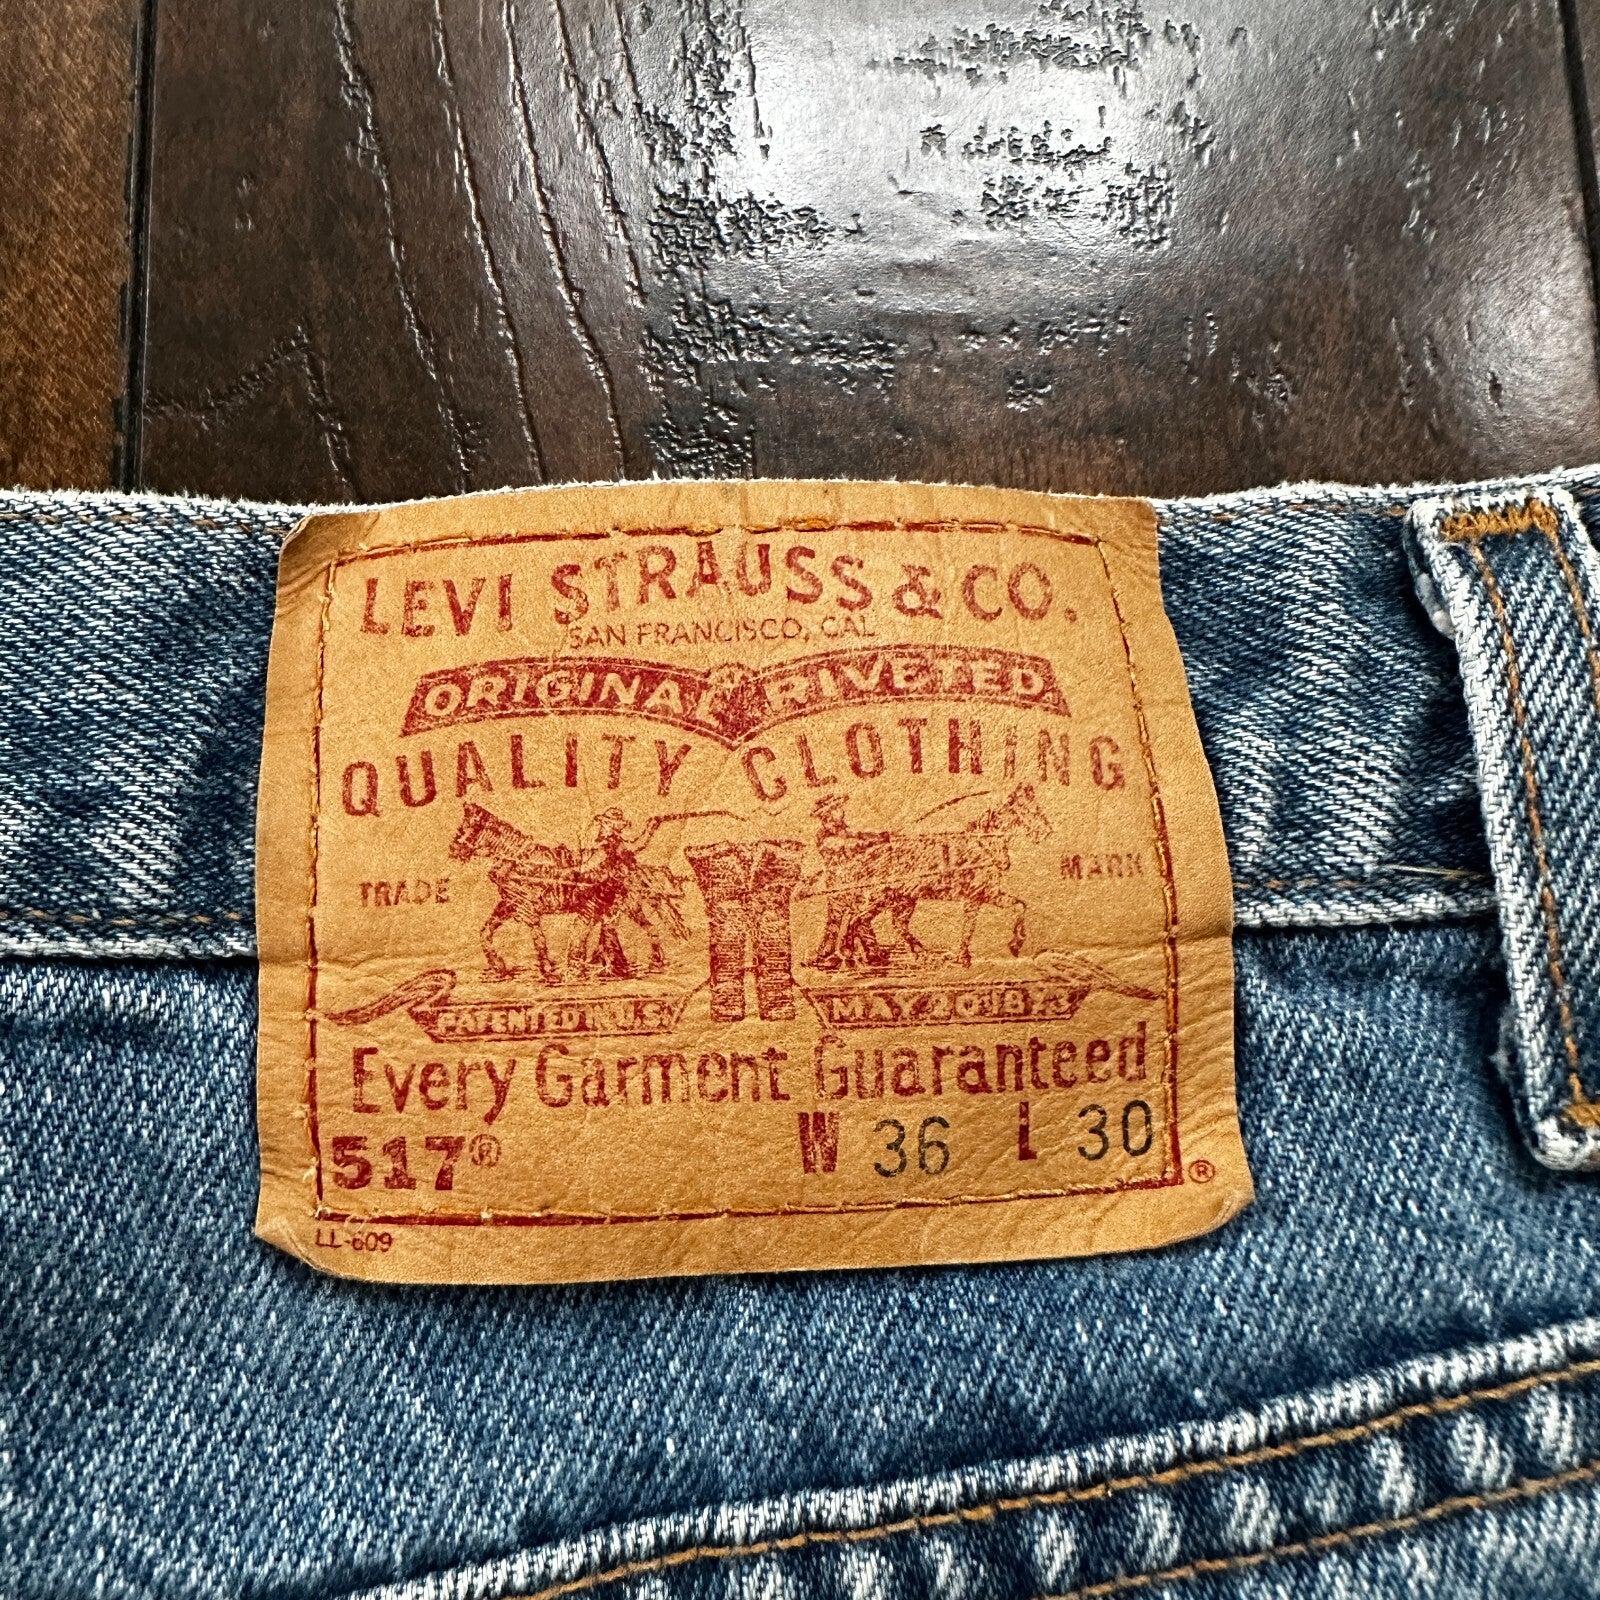 LEVI STRAUSS & CO.
SAN FRANCISCO, CAL
ORIGINAL RIVETED
QUALITY CLOTHING
TRADE MARK
PATENTED IN U.S. MAY 20 1873
Every Garment Guaranteed
517® W 36 L 30
®
LL-609